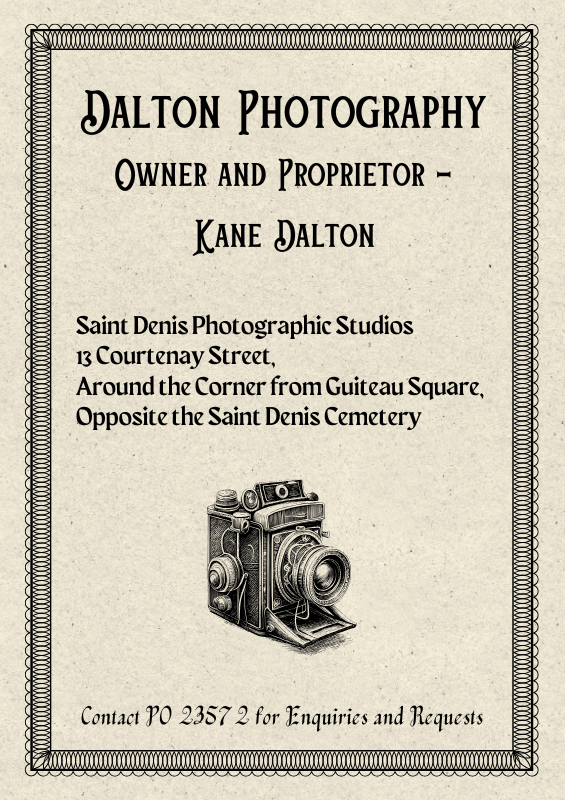 Dalton Photography
Owner and Proprietor -
Kane Dalton
Saint Denis Photographic Studios
13 Courtenay Street,
Around the Corner from Guiteau Square,
Opposite the Saint Denis Cemetery
Contact PO 2357 2 for Enquiries and Requests